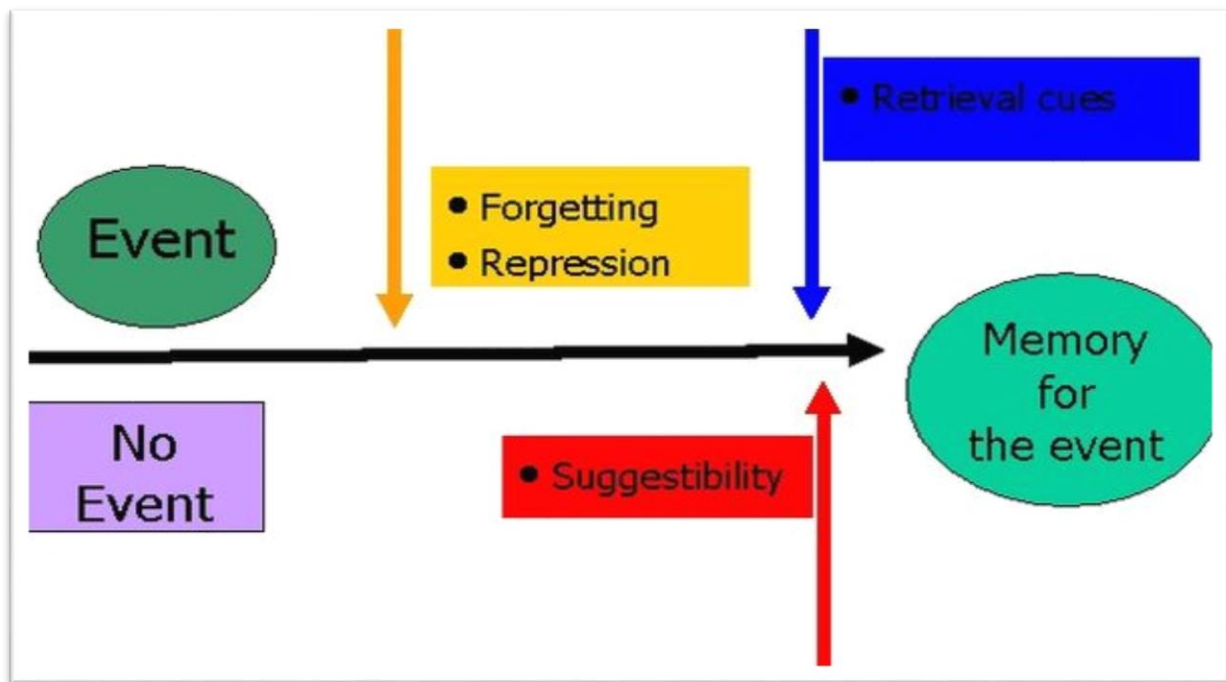 • Retrieval cues
Event
• Forgetting
• Repression
Memory
for
the event
No
Event
• Suggestibility